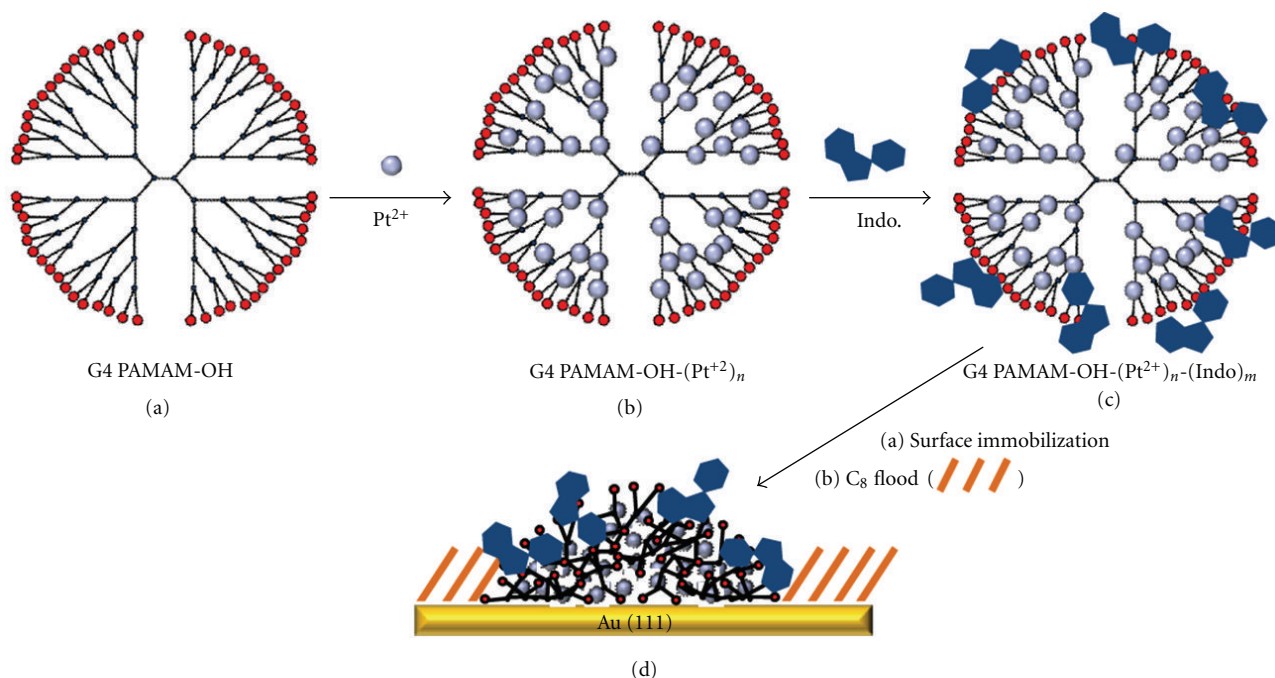 Pt²⁺
Indo.
G4 PAMAM-OH
(a)
G4 PAMAM-OH-(Pt⁺²)ₙ
(b)
G4 PAMAM-OH-(Pt²⁺)ₙ-(Indo)ₘ
(c)
(a) Surface immobilization
(b) C₈ flood ( )
Au (111)
(d)